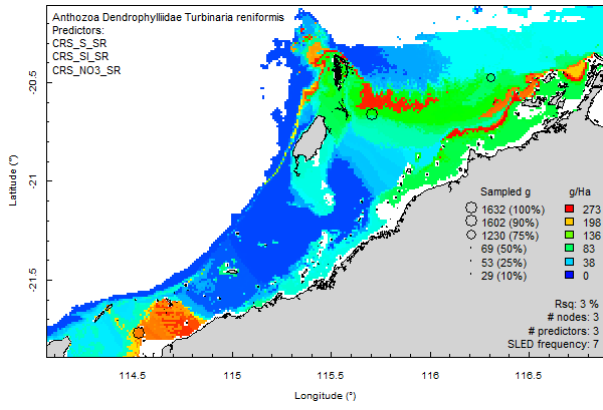 Anthozoa Dendrophylliidae Turbinaria reniformis
Predictors:
CRS_S_SR
CRS_SI_SR
CRS_NO3_SR
-20.5
-21
-21.5
Latitude (°)
Sampled g
1632 (100%)
1602 (90%)
1230 (75%)
69 (50%)
53 (25%)
29 (10%)
g/Ha
273
198
136
83
38
0
Rsq: 3 %
# nodes: 3
# predictors: 3
SLED frequency: 7
114.5 115 115.5 116 116.5
Longitude (°)